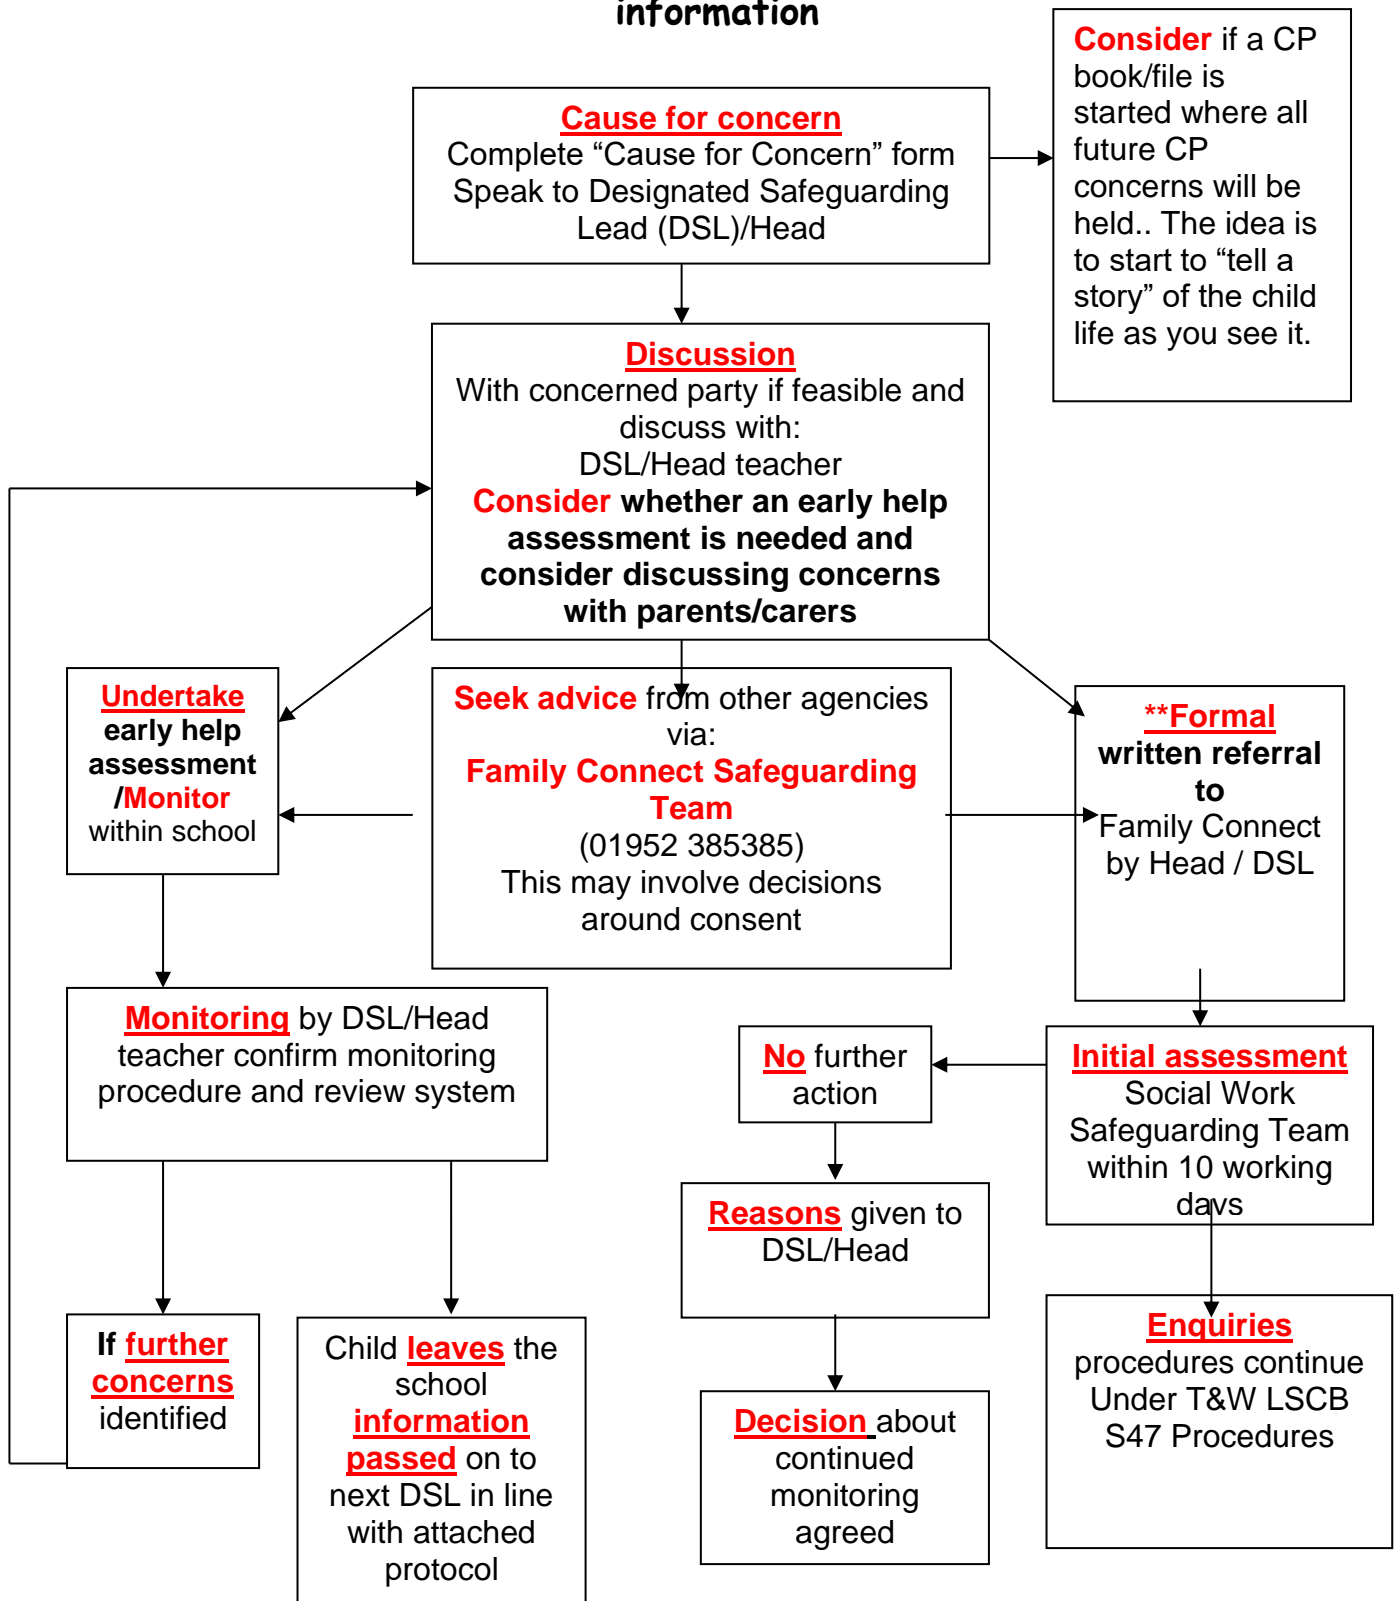 information
Consider if a CP
book/file is
started where all
future CP
concerns will be
held.. The idea is
to start to “tell a
story” of the child
life as you see it.
Cause for concern
Complete “Cause for Concern” form
Speak to Designated Safeguarding
Lead (DSL)/Head
Discussion
With concerned party if feasible and
discuss with:
DSL/Head teacher
Consider whether an early help
assessment is needed and
consider discussing concerns
with parents/carers
Undertake
early help
assessment
/Monitor
within school
Seek advice from other agencies
via:
Family Connect Safeguarding
Team
(01952 385385)
This may involve decisions
around consent
**Formal
written referral
to
Family Connect
by Head / DSL
Monitoring by DSL/Head
teacher confirm monitoring
procedure and review system
No further
action
Initial assessment
Social Work
Safeguarding Team
within 10 working
days
Reasons given to
DSL/Head
If further
concerns
identified
Child leaves the
school
information
passed on to
next DSL in line
with attached
protocol
Decision about
continued
monitoring
agreed
Enquiries
procedures continue
Under T&W LSCB
S47 Procedures